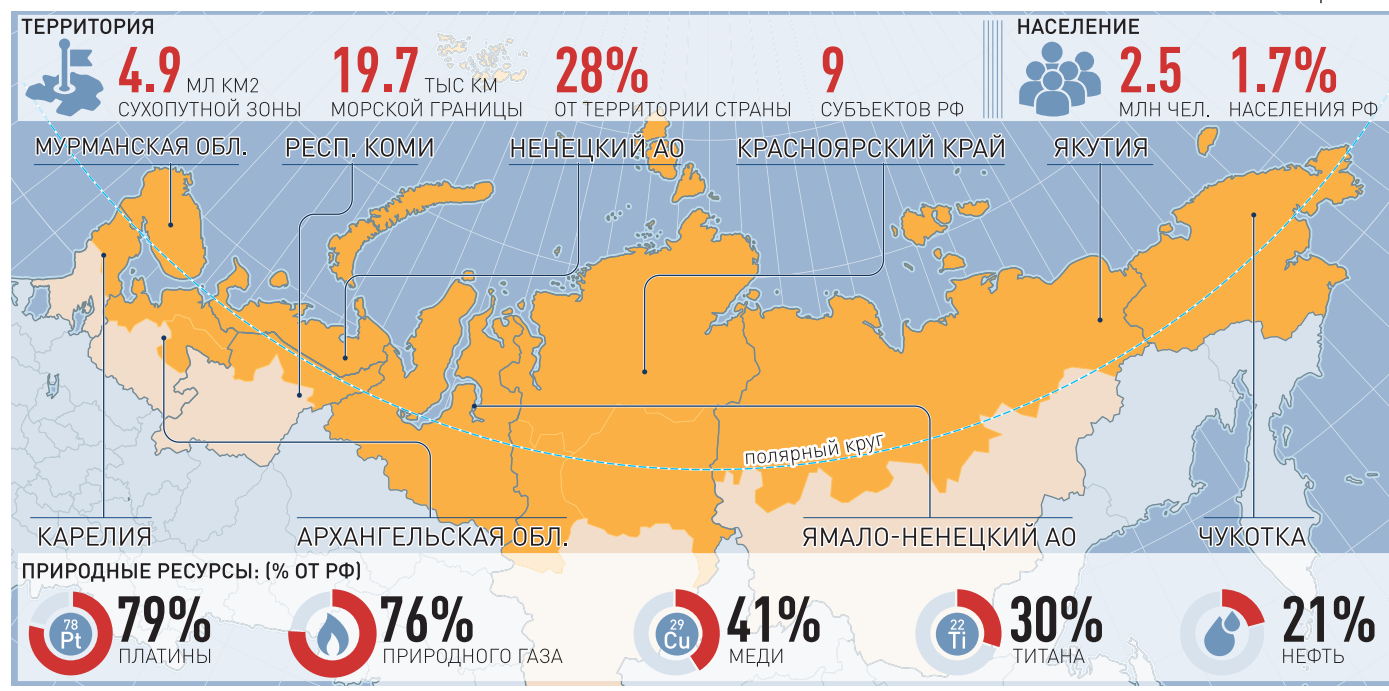 ТЕРРИТОРИЯ
4.9 МЛ КМ2
СУХОПУТНОЙ ЗОНЫ
19.7 ТЫС КМ
МОРСКОЙ ГРАНИЦЫ
28%
ОТ ТЕРРИТОРИИ СТРАНЫ
9
СУБЪЕКТОВ РФ
НАСЕЛЕНИЕ
2.5
МЛН ЧЕЛ.
1.7%
НАСЕЛЕНИЯ РФ
МУРМАНСКАЯ ОБЛ.
РЕСП. КОМИ
НЕНЕЦКИЙ АО
КРАСНОЯРСКИЙ КРАЙ
ЯКУТИЯ
полярный круг
КАРЕЛИЯ
АРХАНГЕЛЬСКАЯ ОБЛ.
ЯМАЛО-НЕНЕЦКИЙ АО
ЧУКОТКА
ПРИРОДНЫЕ РЕСУРСЫ: (% ОТ РФ)
78
Pt
79%
ПЛАТИНЫ
76%
ПРИРОДНОГО ГАЗА
29
Cu
41%
МЕДИ
22
Ti
30%
ТИТАНА
21%
НЕФТЬ